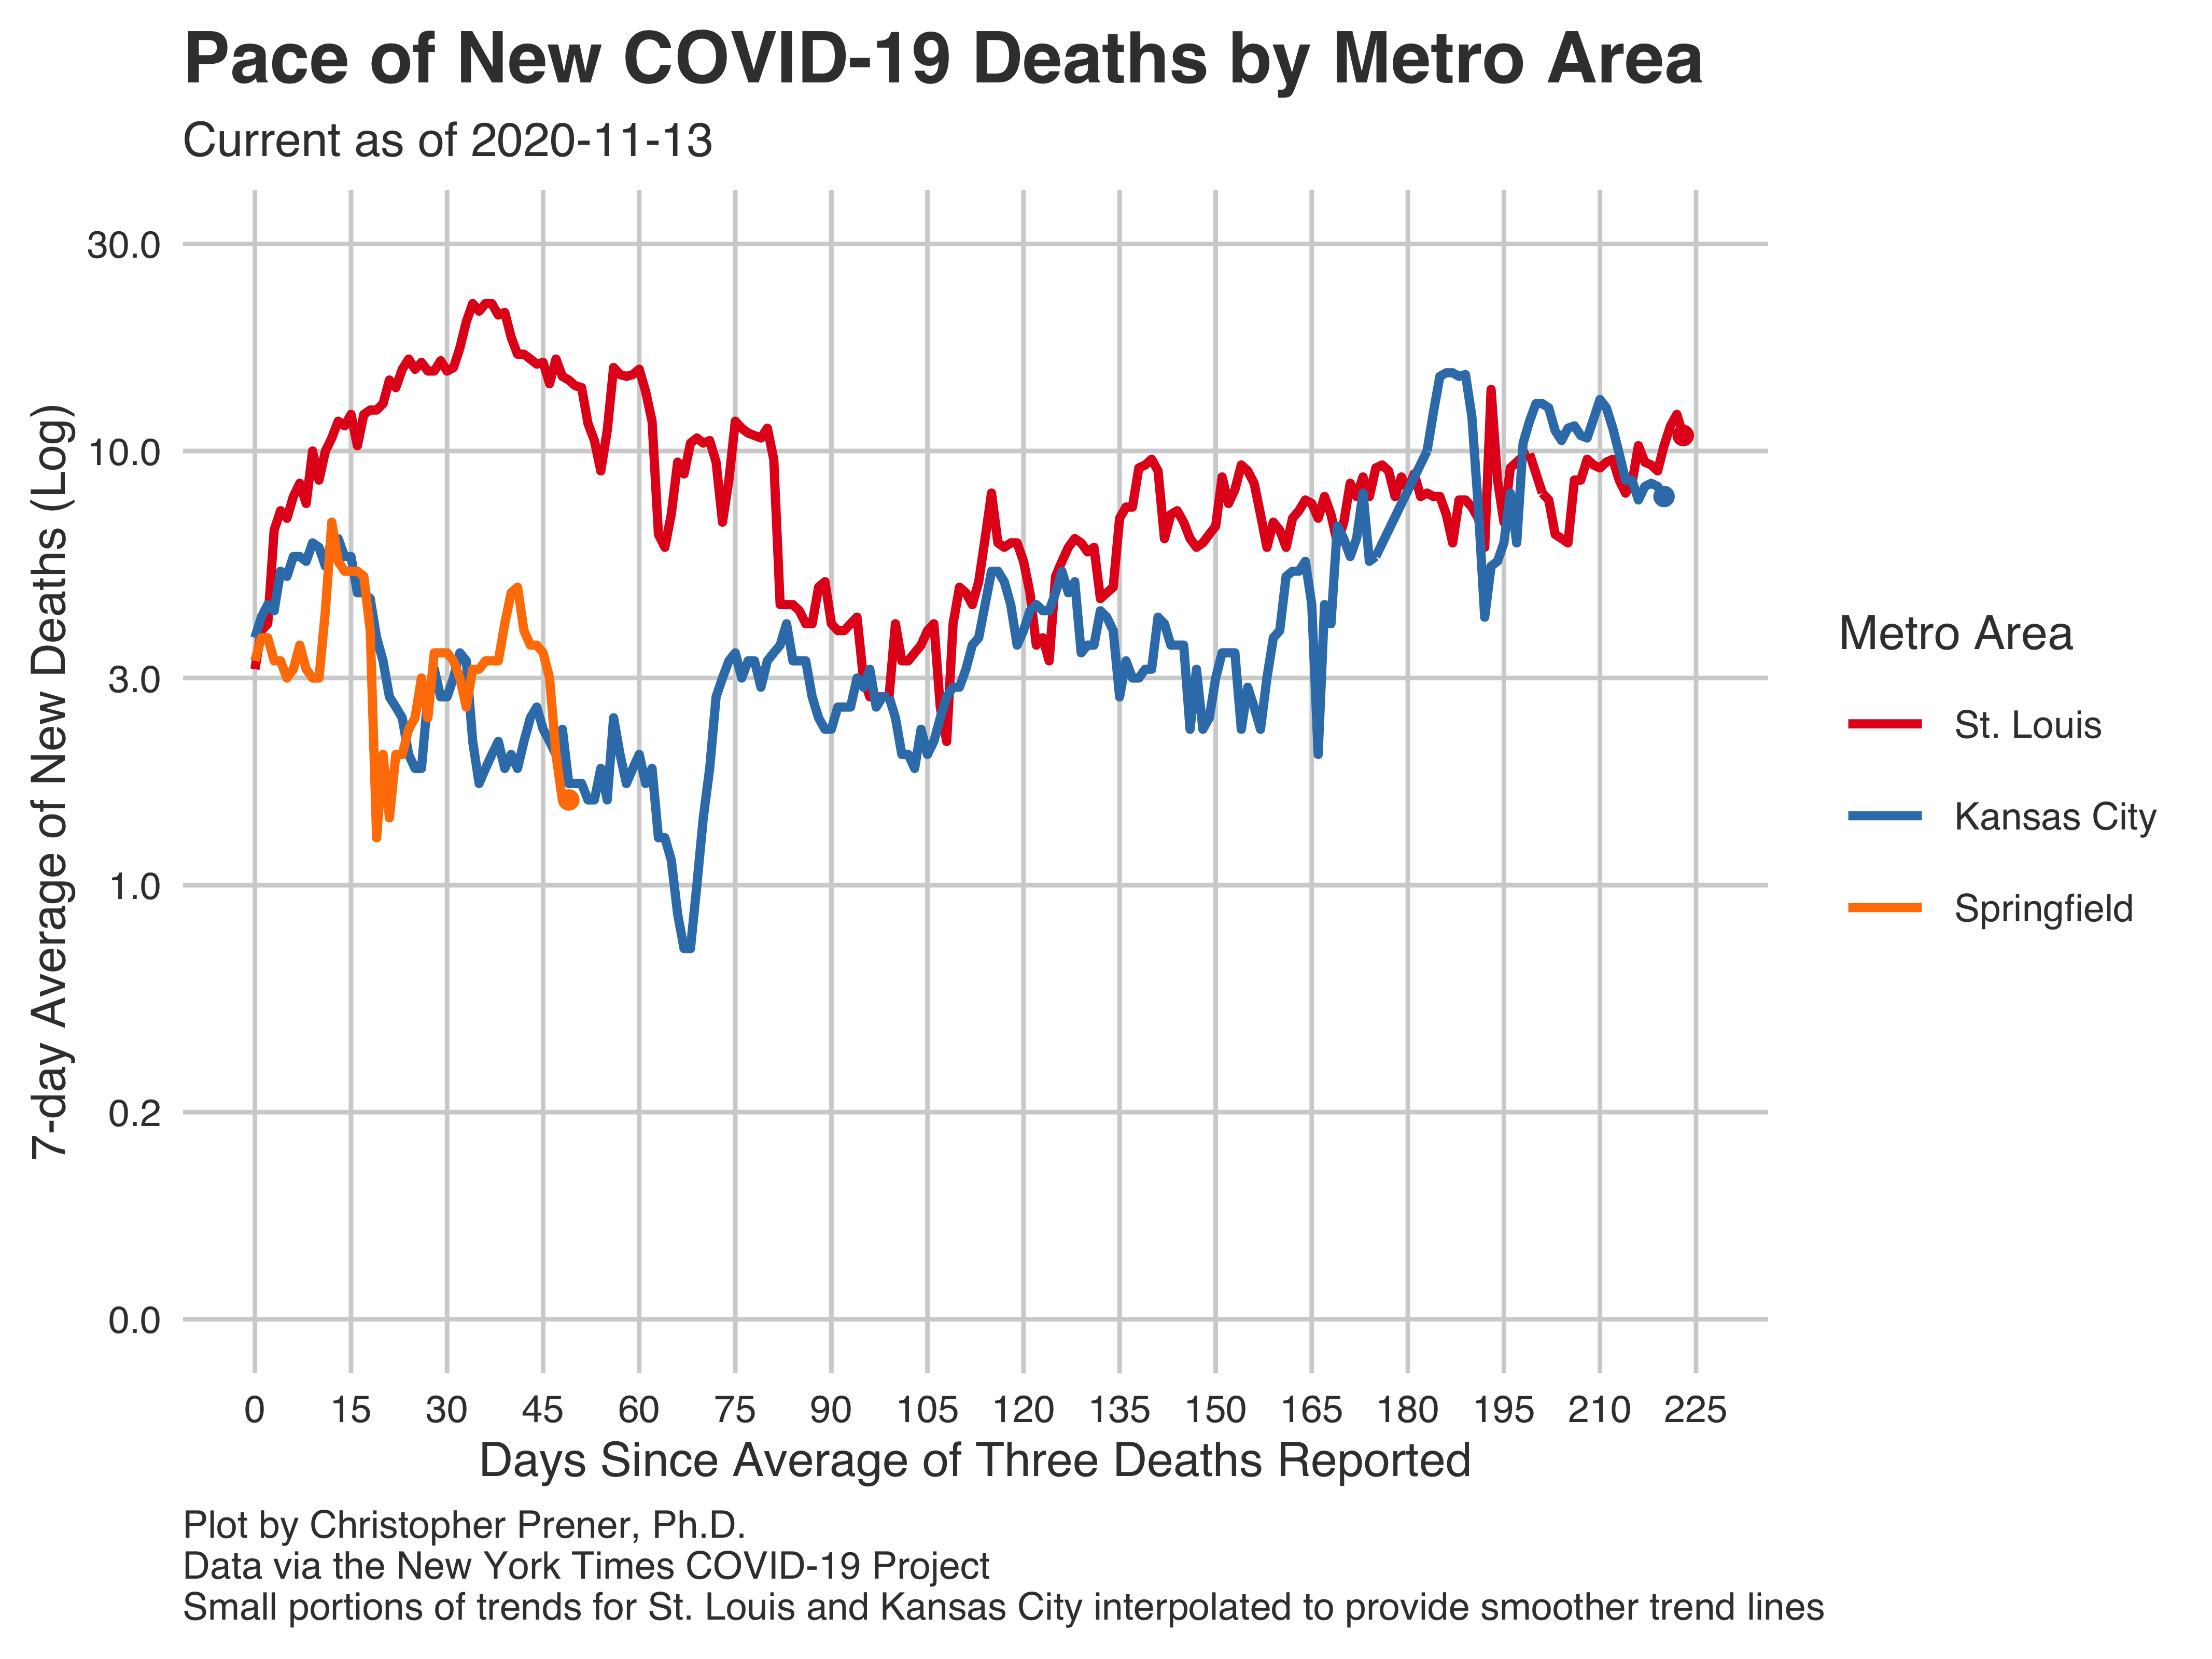 Pace of New COVID-19 Deaths by Metro Area
Current as of 2020-11-13
7-day Average of New Deaths (Log)
30.0
10.0
3.0
1.0
0.2
0.0
0 15 30 45 60 75 90 105 120 135 150 165 180 195 210 225
Days Since Average of Three Deaths Reported
Metro Area
St. Louis
Kansas City
Springfield
Plot by Christopher Prener, Ph.D.
Data via the New York Times COVID-19 Project
Small portions of trends for St. Louis and Kansas City interpolated to provide smoother trend lines